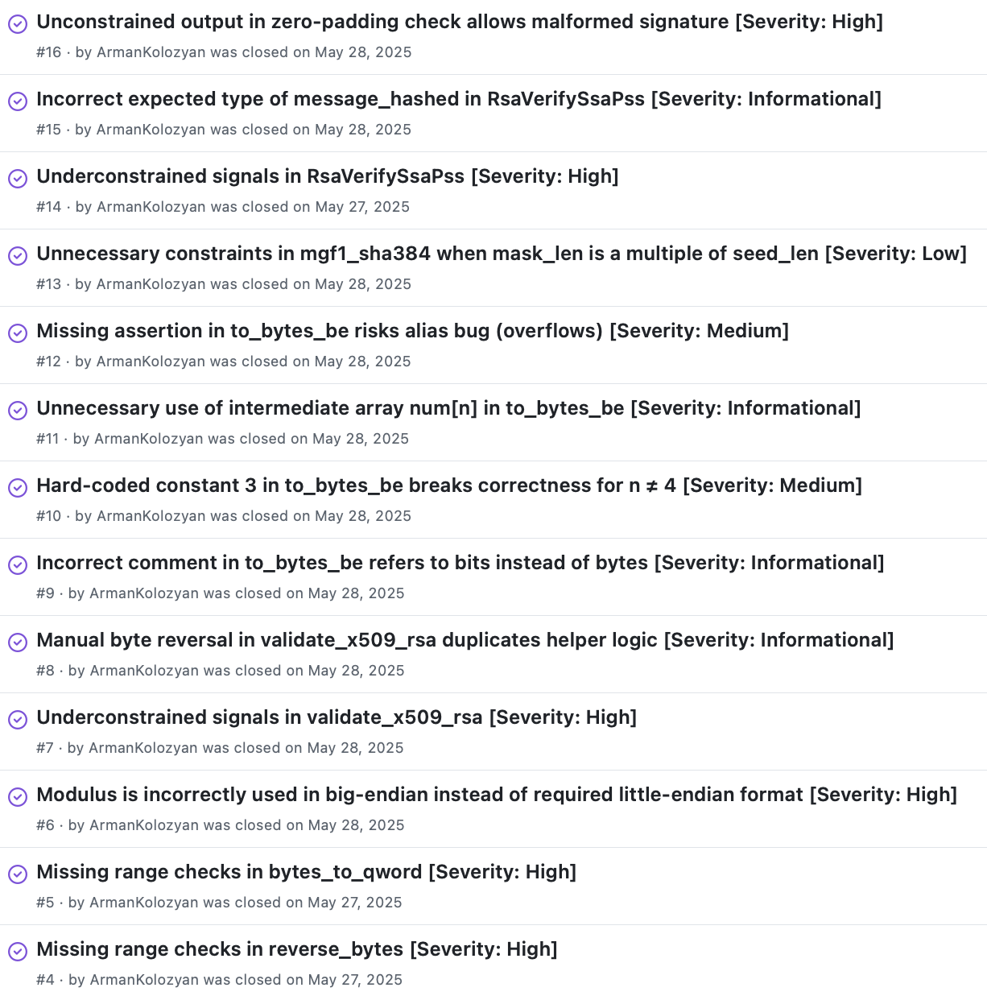 Unconstrained output in zero-padding check allows malformed signature [Severity: High]
#16 · by ArmanKolozyan was closed on May 28, 2025
Incorrect expected type of message_hashed in RsaVerifySsaPss [Severity: Informational]
#15 · by ArmanKolozyan was closed on May 28, 2025
Underconstrained signals in RsaVerifySsaPss [Severity: High]
#14 · by ArmanKolozyan was closed on May 27, 2025
Unnecessary constraints in mgf1_sha384 when mask_len is a multiple of seed_len [Severity: Low]
#13 · by ArmanKolozyan was closed on May 28, 2025
Missing assertion in to_bytes_be risks alias bug (overflows) [Severity: Medium]
#12 · by ArmanKolozyan was closed on May 28, 2025
Unnecessary use of intermediate array num[n] in to_bytes_be [Severity: Informational]
#11 · by ArmanKolozyan was closed on May 28, 2025
Hard-coded constant 3 in to_bytes_be breaks correctness for n ≠ 4 [Severity: Medium]
#10 · by ArmanKolozyan was closed on May 28, 2025
Incorrect comment in to_bytes_be refers to bits instead of bytes [Severity: Informational]
#9 · by ArmanKolozyan was closed on May 28, 2025
Manual byte reversal in validate_x509_rsa duplicates helper logic [Severity: Informational]
#8 · by ArmanKolozyan was closed on May 28, 2025
Underconstrained signals in validate_x509_rsa [Severity: High]
#7 · by ArmanKolozyan was closed on May 28, 2025
Modulus is incorrectly used in big-endian instead of required little-endian format [Severity: High]
#6 · by ArmanKolozyan was closed on May 28, 2025
Missing range checks in bytes_to_qword [Severity: High]
#5 · by ArmanKolozyan was closed on May 27, 2025
Missing range checks in reverse_bytes [Severity: High]
#4 · by ArmanKolozyan was closed on May 27, 2025